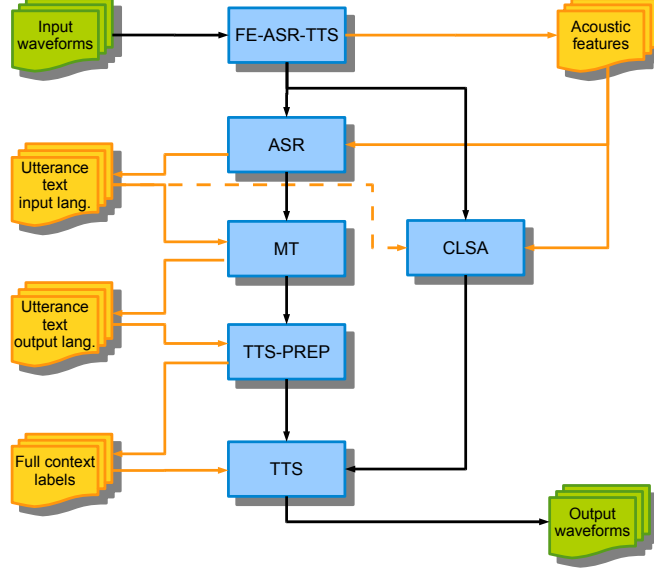 Input
waveforms
FE-ASR-TTS
Acoustic
features
ASR
Utterance
text
input lang.
MT
CLSA
Utterance
text
output lang.
TTS-PREP
Full context
labels
TTS
Output
waveforms